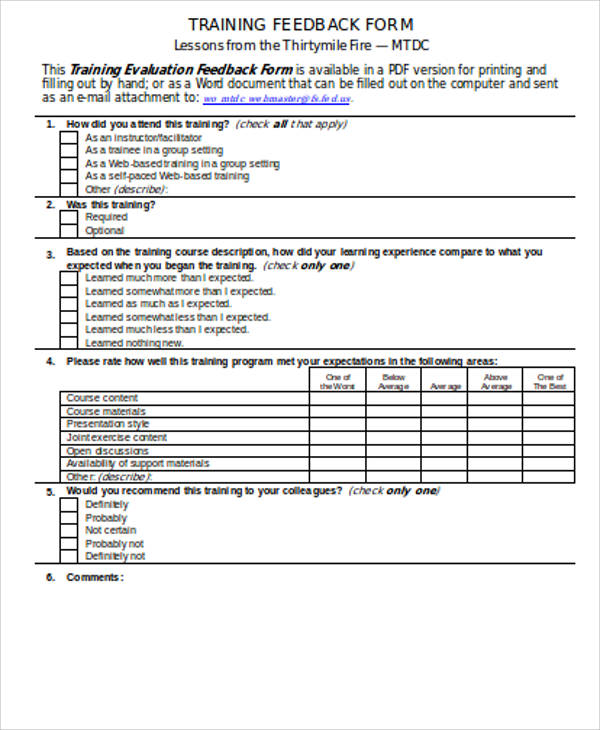 TRAINING FEEDBACK FORM
Lessons from the Thirtymile Fire — MTDC
This Training Evaluation Feedback Form is available in a PDF version for printing and
filling out by hand; or as a Word document that can be filled out on the computer and sent
as an e-mail attachment to: wo_mtdc_webmaster@fs.fed.us.
1. How did you attend this training? (check all that apply)
As an instructor/facilitator
As a trainee in a group setting
As a Web-based training in a group setting
As a self-paced Web-based training
Other (describe):
2. Was this training?
Required
Optional
3. Based on the training course description, how did your learning experience compare to what you
expected when you began the training. (check only one)
Learned much more than I expected.
Learned somewhat more than I expected.
Learned as much as I expected.
Learned somewhat less than I expected.
Learned much less than I expected.
Learned nothing new.
4. Please rate how well this training program met your expectations in the following areas:
One of Below Above One of
the Worst Average Average Average The Best
Course content
Course materials
Presentation style
Joint exercise content
Open discussions
Availability of support materials
Other: (describe):
5. Would you recommend this training to your colleagues? (check only one)
Definitely
Probably
Not certain
Probably not
Definitely not
6. Comments: